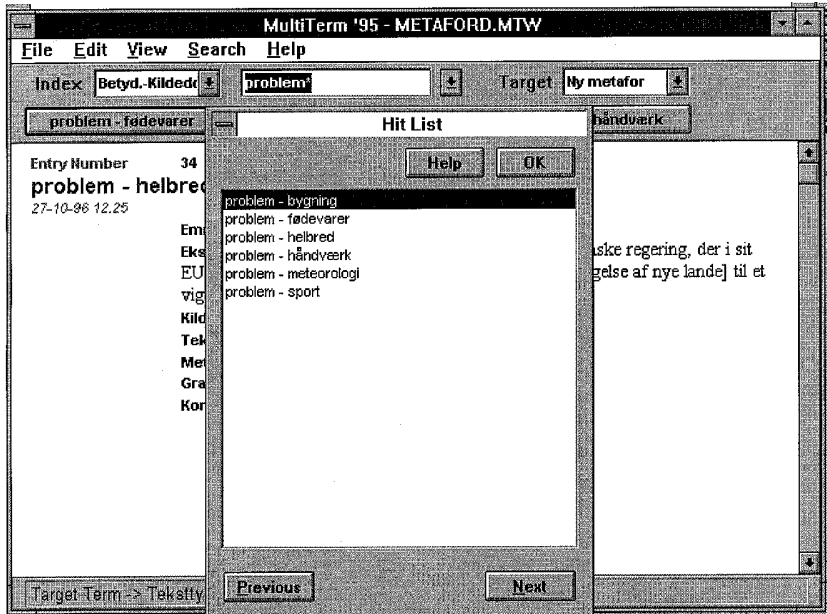 MultiTerm '95 - METAFORD.MTW
File Edit View Search Help
Index Betyd.-Kildedo problem* Target Ny metafor
problem - fødevarer håndværk
Hit List
Help OK
Entry Number 34
problem - helbred
27-10-96 12.25
problem - bygning
problem - fødevarer
problem - helbred
problem - håndværk
problem - meteorologi
problem - sport
Em
Eks ske regering, der i sit
EU gelse af nye lande] til et
vig
Kild
Tek
Met
Gra
Kor
Previous Next
Target Term -> Tekstty